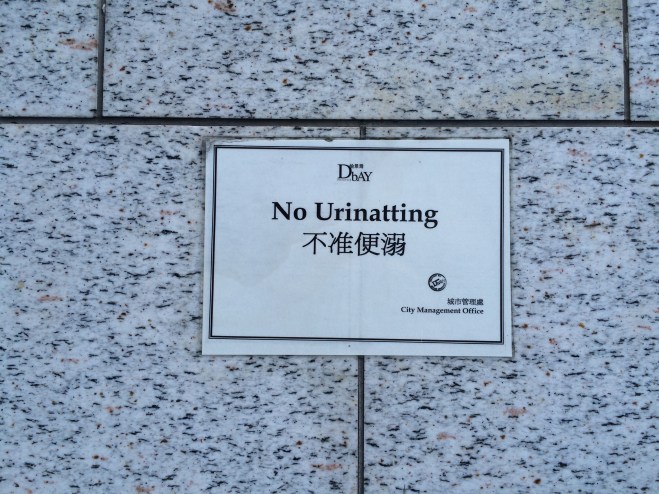 DbAY
No Urinatting
不准便溺
城市管理處
City Management Office